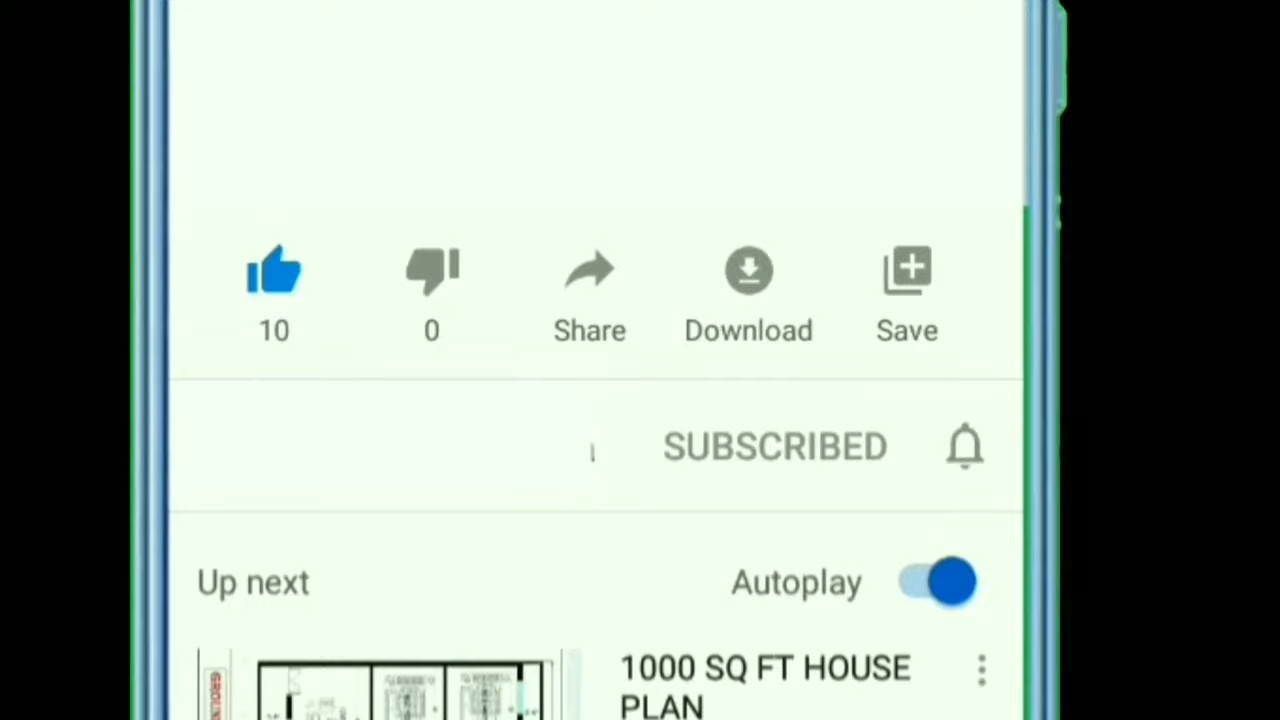 10
0
Share
Download
Save
SUBSCRIBED
Up next
Autoplay
1000 SQ FT HOUSE
PLAN